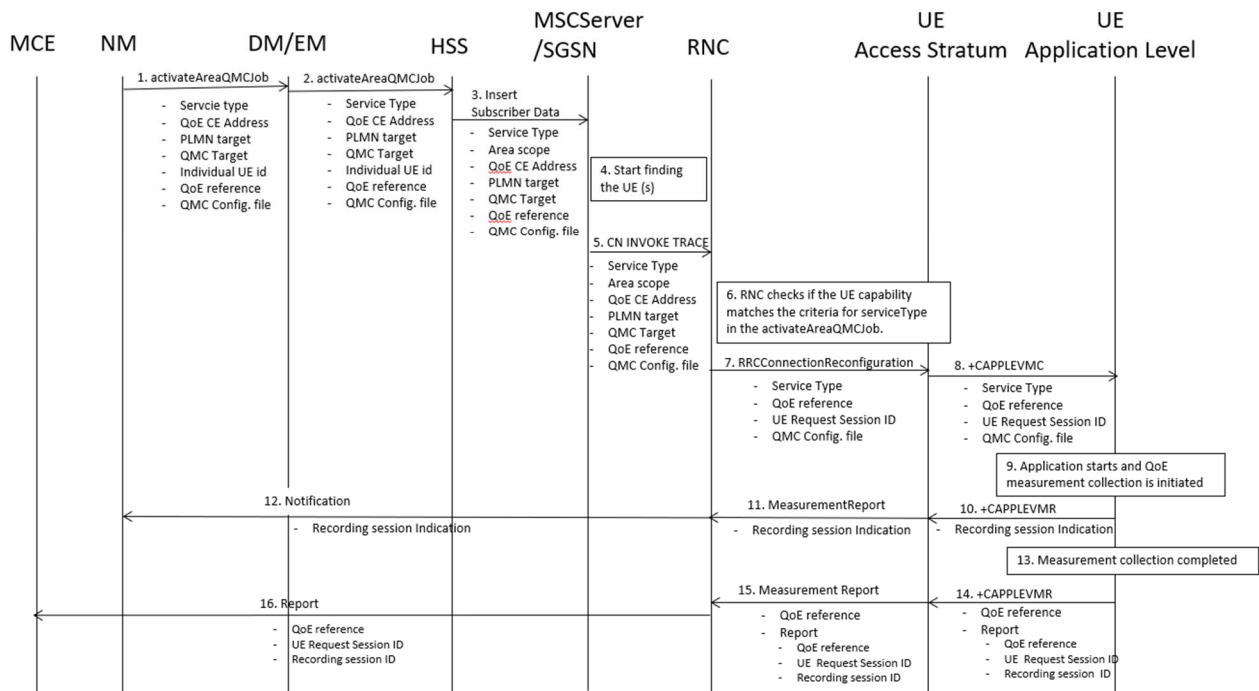 MCE
NM
DM/EM
HSS
MSCServer
/SGSN
RNC
UE
Access Stratum
UE
Application Level
1. activateAreaQMCJob
- Servcie type
- QoE CE Address
- PLMN target
- QMC Target
- Individual UE id
- QoE reference
- QMC Config. file
2. activateAreaQMCJob
- Service Type
- QoE CE Address
- PLMN target
- QMC Target
- Individual UE id
- QoE reference
- QMC Config. file
3. Insert
Subscriber Data
- Service Type
- Area scope
- QoE CE Address
- PLMN target
- QMC Target
- QoE reference
- QMC Config. file
4. Start finding
the UE (s)
5. CN INVOKE TRACE
- Service Type
- Area scope
- QoE CE Address
- PLMN target
- QMC Target
- QoE reference
- QMC Config. file
6. RNC checks if the UE capability
matches the criteria for serviceType
in the activateAreaQMCJob.
7. RRCConnectionReconfiguration
- Service Type
- QoE reference
- UE Request Session ID
- QMC Config. file
8. +CAPPLEVMC
- Service Type
- QoE reference
- UE Request Session ID
- QMC Config. file
9. Application starts and QoE
measurement collection is initiated
10. +CAPPLEVMR
- Recording session Indication
11. MeasurementReport
- Recording session Indication
12. Notification
- Recording session Indication
13. Measurement collection completed
14. +CAPPLEVMR
- QoE reference
- Report
- QoE reference
- UE Request Session ID
- Recording session ID
15. Measurement Report
- QoE reference
- Report
- QoE reference
- UE Request Session ID
- Recording session ID
16. Report
- QoE reference
- UE Request Session ID
- Recording session ID